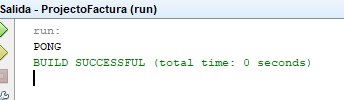 Salida - ProjectoFactura (run)
run:
PONG
BUILD SUCCESSFUL (total time: 0 seconds)